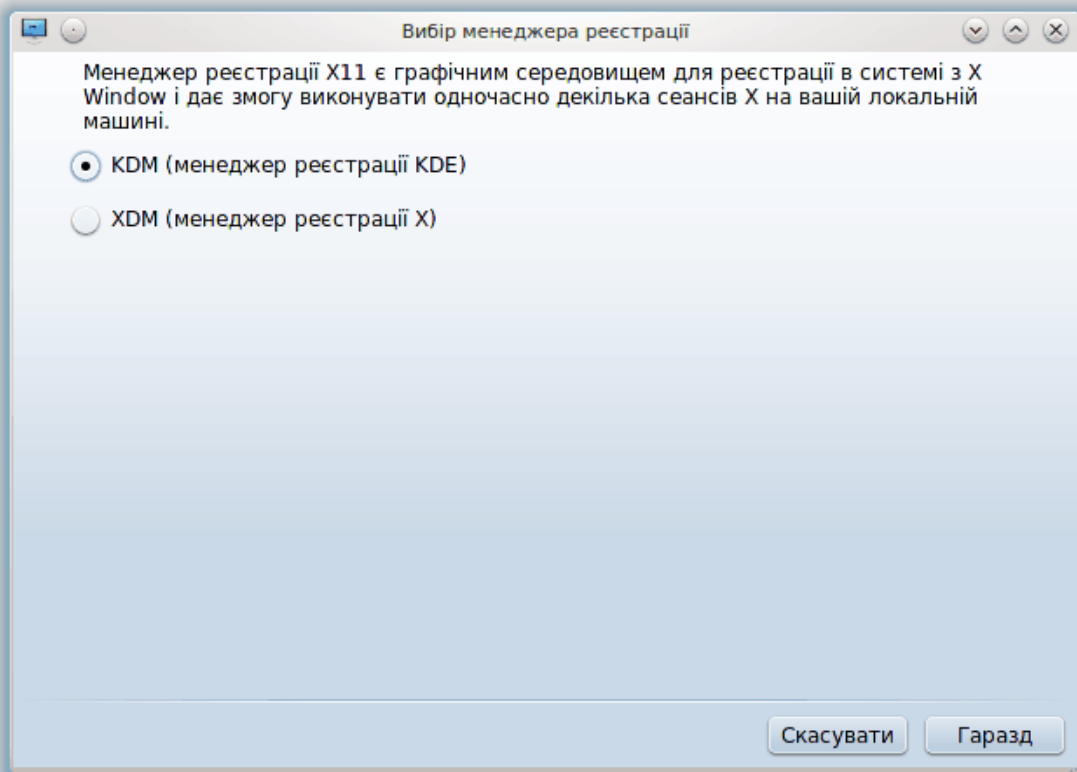 Вибір менеджера реєстрації
Менеджер реєстрації X11 є графічним середовищем для реєстрації в системі з X
Window і дає змогу виконувати одночасно декілька сеансів X на вашій локальній
машині.
KDM (менеджер реєстрації KDE)
XDM (менеджер реєстрації X)
Скасувати
Гаразд